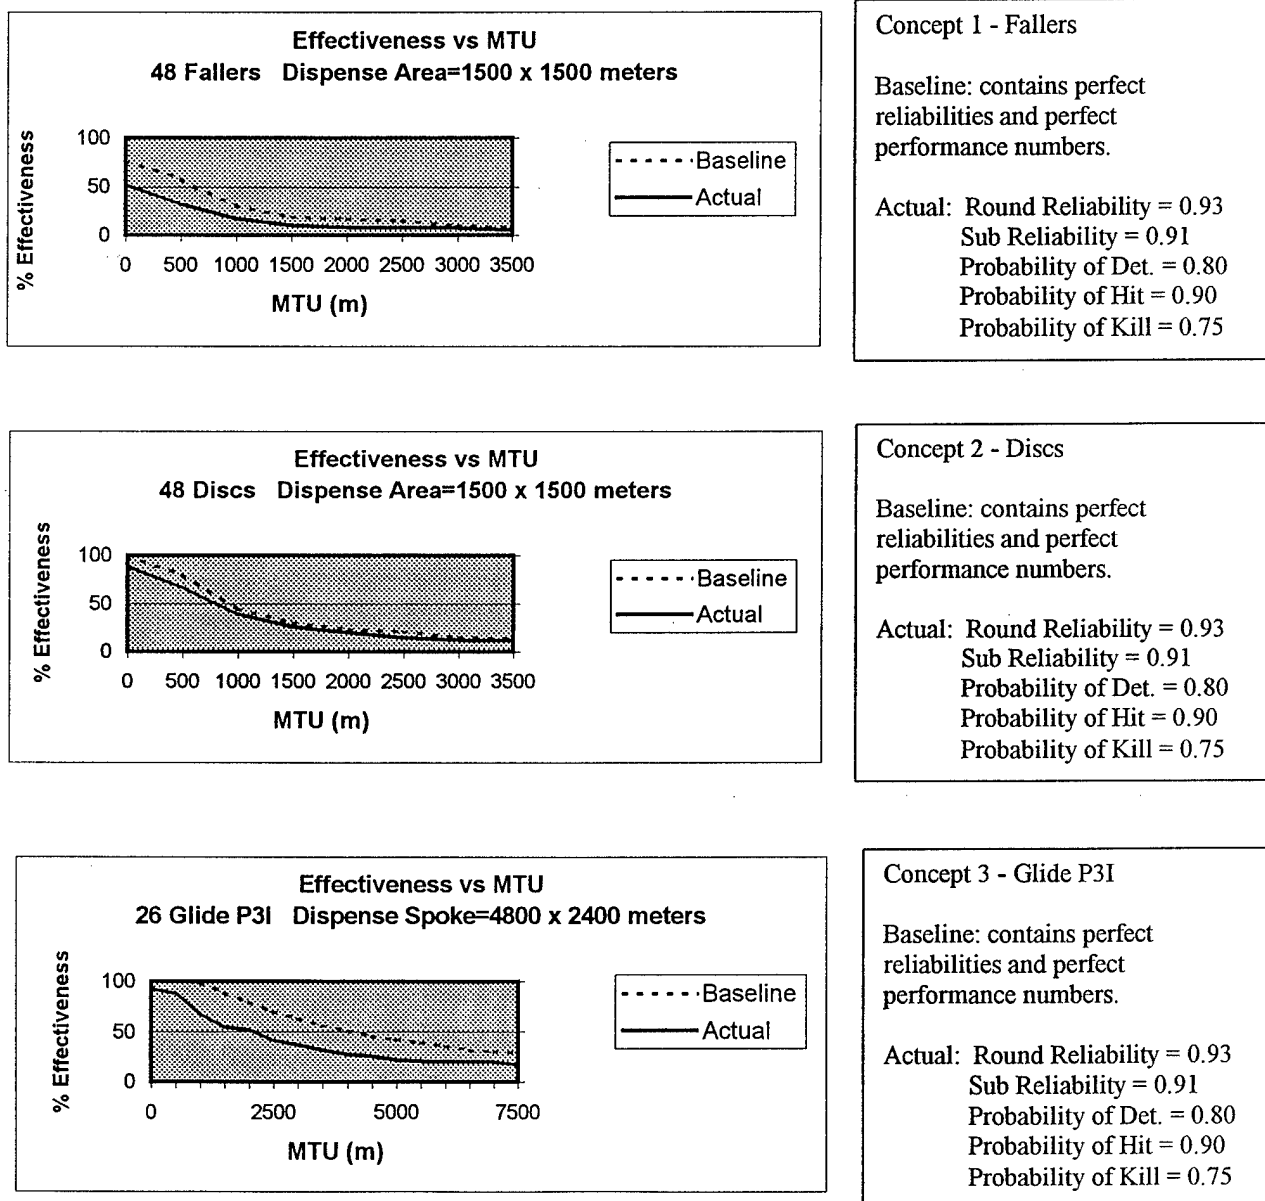 Effectiveness vs MTU
48 Fallers Dispense Area=1500 x 1500 meters
% Effectiveness
100
50
0
0 500 1000 1500 2000 2500 3000 3500
MTU (m)
Baseline
Actual
Concept 1 - Fallers
Baseline: contains perfect
reliabilities and perfect
performance numbers.
Actual: Round Reliability = 0.93
Sub Reliability = 0.91
Probability of Det. = 0.80
Probability of Hit = 0.90
Probability of Kill = 0.75
Effectiveness vs MTU
48 Discs Dispense Area=1500 x 1500 meters
% Effectiveness
100
50
0
0 500 1000 1500 2000 2500 3000 3500
MTU (m)
Baseline
Actual
Concept 2 - Discs
Baseline: contains perfect
reliabilities and perfect
performance numbers.
Actual: Round Reliability = 0.93
Sub Reliability = 0.91
Probability of Det. = 0.80
Probability of Hit = 0.90
Probability of Kill = 0.75
Effectiveness vs MTU
26 Glide P3I Dispense Spoke=4800 x 2400 meters
% Effectiveness
100
50
0
0 2500 5000 7500
MTU (m)
Baseline
Actual
Concept 3 - Glide P3I
Baseline: contains perfect
reliabilities and perfect
performance numbers.
Actual: Round Reliability = 0.93
Sub Reliability = 0.91
Probability of Det. = 0.80
Probability of Hit = 0.90
Probability of Kill = 0.75